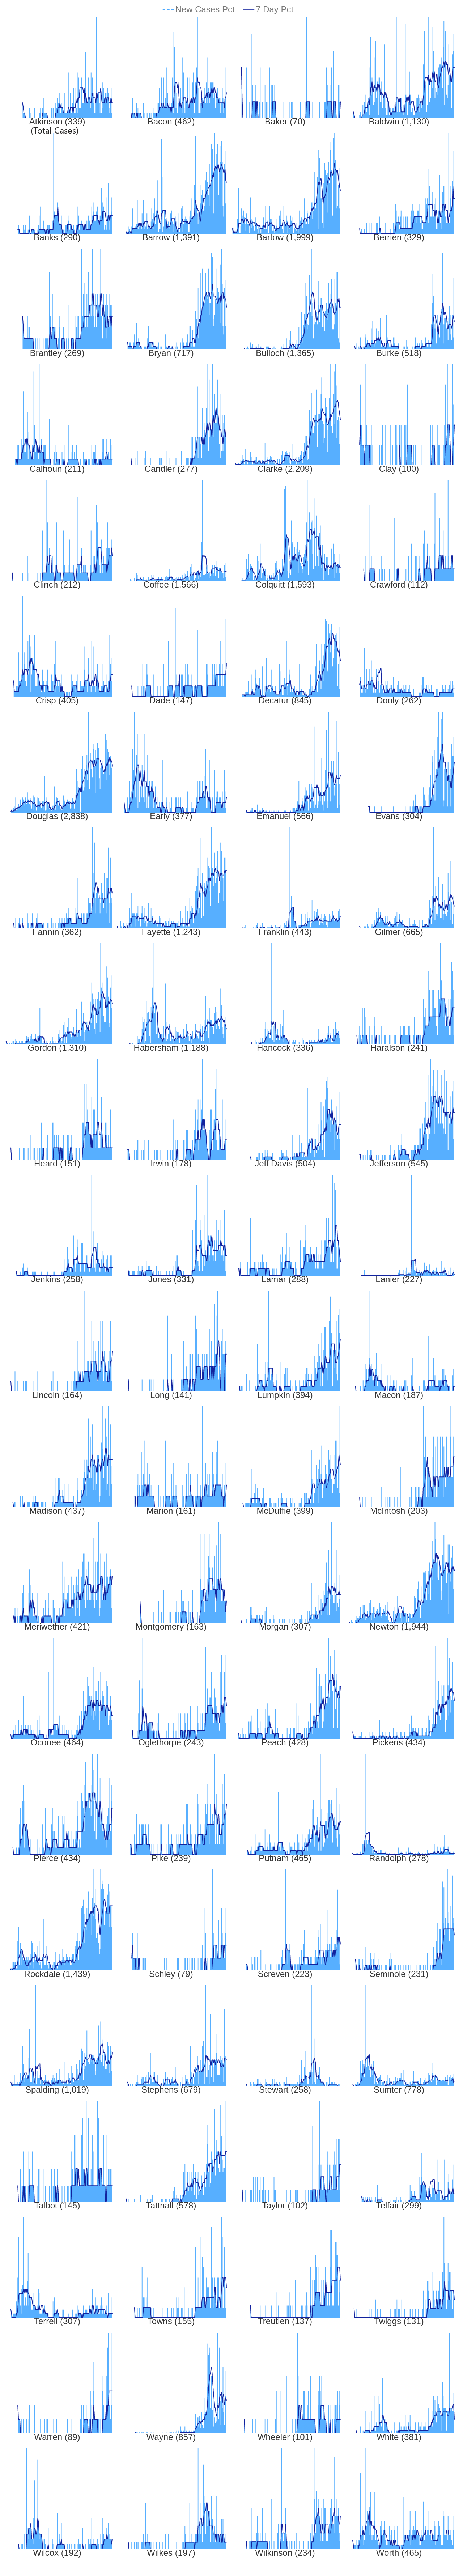 New Cases Pct 7 Day Pct
Atkinson (339) Bacon (462) Baker (70) Baldwin (1,130)
(Total Cases)
Banks (290) Barrow (1,391) Bartow (1,999) Berrien (329)
Brantley (269) Bryan (717) Bulloch (1,365) Burke (518)
Calhoun (211) Candler (277) Clarke (2,209) Clay (100)
Clinch (212) Coffee (1,566) Colquitt (1,593) Crawford (112)
Crisp (405) Dade (147) Decatur (845) Dooly (262)
Douglas (2,838) Early (377) Emanuel (566) Evans (304)
Fannin (362) Fayette (1,243) Franklin (443) Gilmer (665)
Gordon (1,310) Habersham (1,188) Hancock (336) Haralson (241)
Heard (151) Irwin (178) Jeff Davis (504) Jefferson (545)
Jenkins (258) Jones (331) Lamar (288) Lanier (227)
Lincoln (164) Long (141) Lumpkin (394) Macon (187)
Madison (437) Marion (161) McDuffie (399) McIntosh (203)
Meriwether (421) Montgomery (163) Morgan (307) Newton (1,944)
Oconee (464) Oglethorpe (243) Peach (428) Pickens (434)
Pierce (434) Pike (239) Putnam (465) Randolph (278)
Rockdale (1,439) Schley (79) Screven (223) Seminole (231)
Spalding (1,019) Stephens (679) Stewart (258) Sumter (778)
Talbot (145) Tattnall (578) Taylor (102) Telfair (299)
Terrell (307) Towns (155) Treutlen (137) Twiggs (131)
Warren (89) Wayne (857) Wheeler (101) White (381)
Wilcox (192) Wilkes (197) Wilkinson (234) Worth (465)